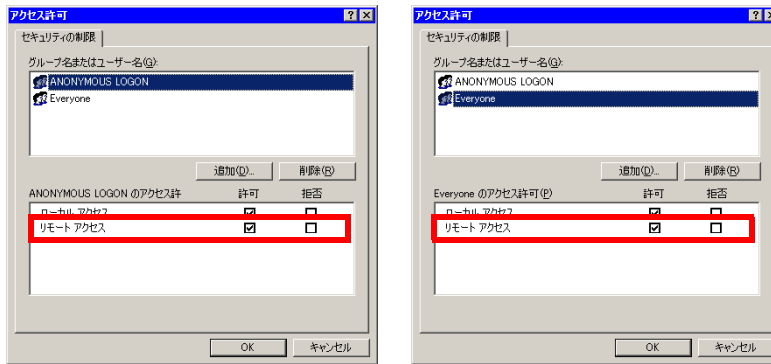 アクセス許可
セキュリティの制限
グループ名またはユーザー名(G):
ANONYMOUS LOGON
Everyone
追加(D)...
削除(R)
ANONYMOUS LOGON のアクセス許
許可
拒否
ローカル アクセス
リモート アクセス
OK
キャンセル
アクセス許可
セキュリティの制限
グループ名またはユーザー名(G):
ANONYMOUS LOGON
Everyone
追加(D)...
削除(R)
Everyone のアクセス許可(P)
許可
拒否
ローカル アクセス
リモート アクセス
OK
キャンセル